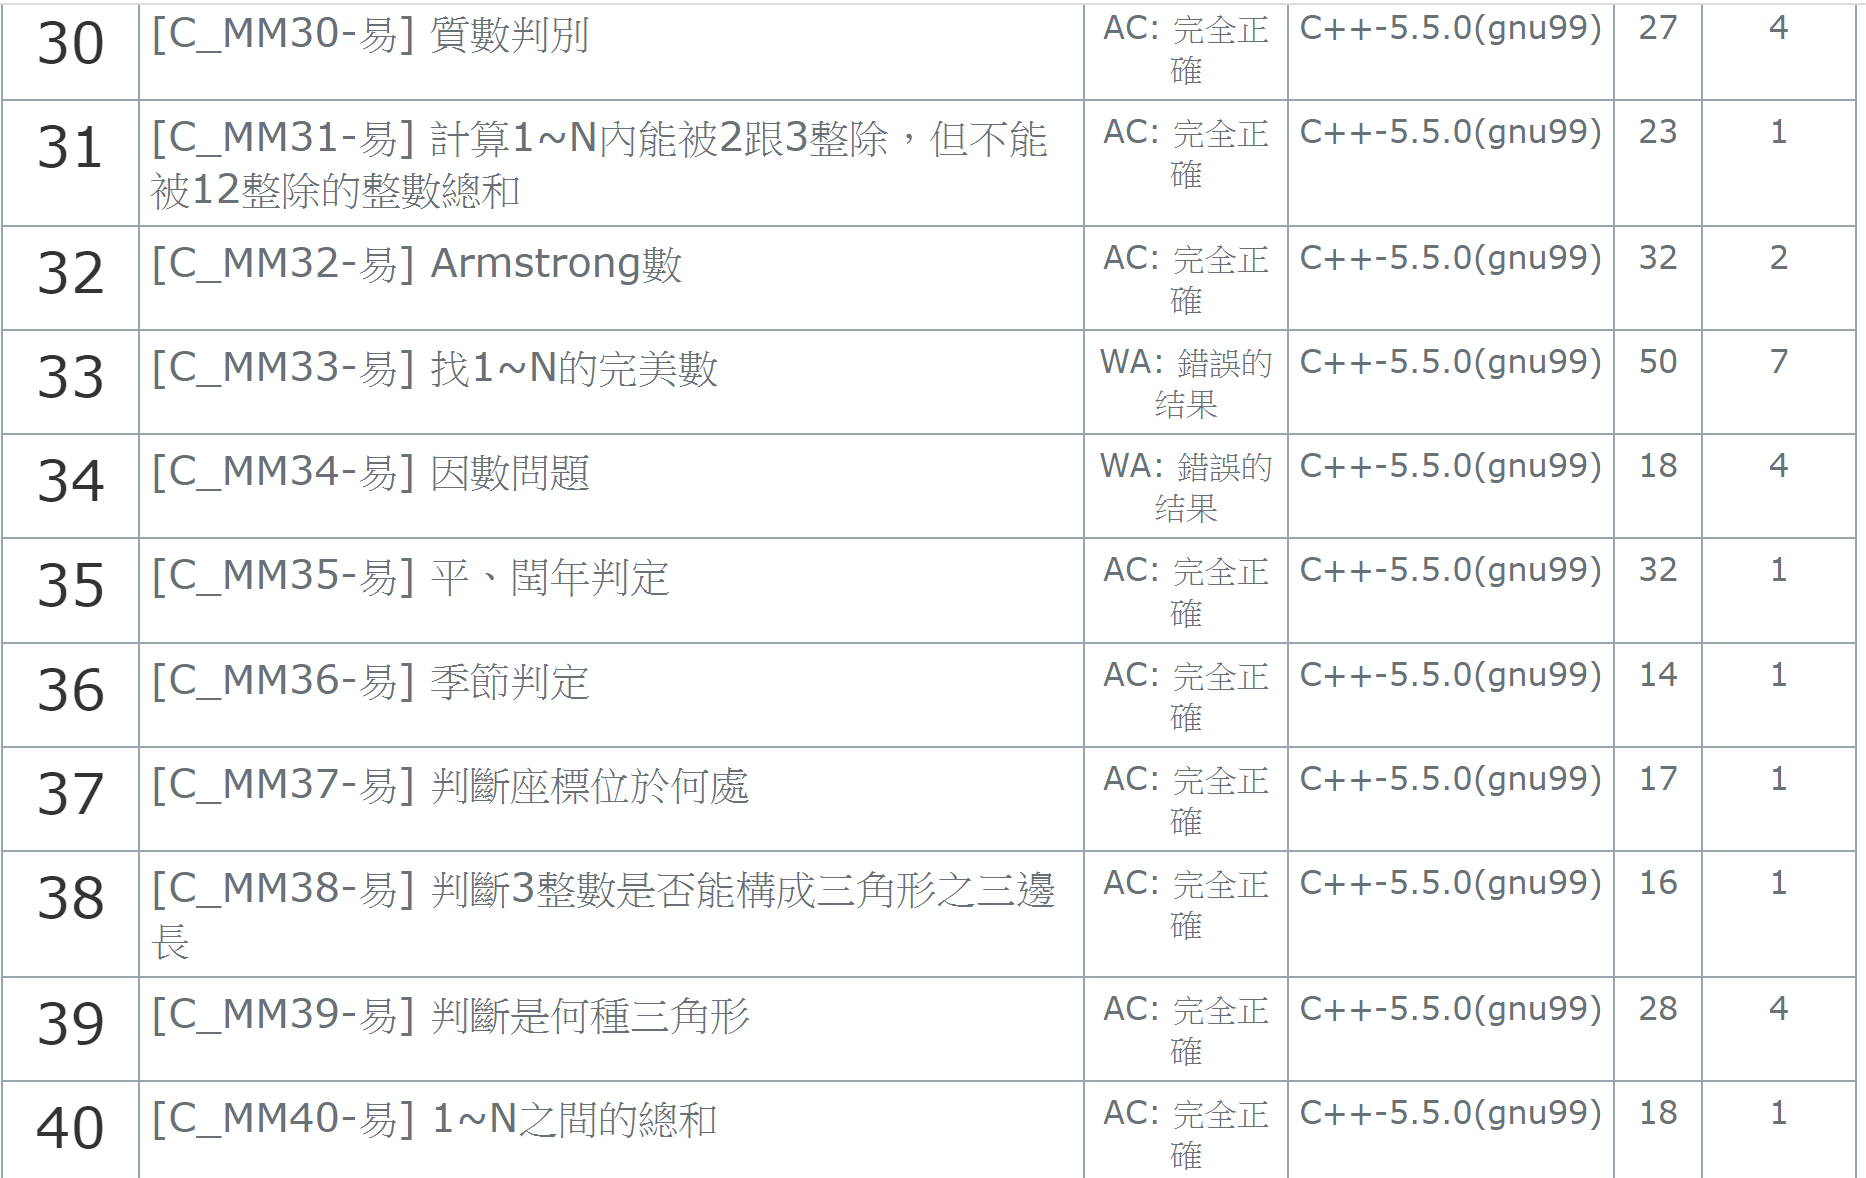 30 [C_MM30-易] 質數判別 AC: 完全正確 C++-5.5.0(gnu99) 27 4
31 [C_MM31-易] 計算1~N內能被2跟3整除，但不能被12整除的整數總和 AC: 完全正確 C++-5.5.0(gnu99) 23 1
32 [C_MM32-易] Armstrong數 AC: 完全正確 C++-5.5.0(gnu99) 32 2
33 [C_MM33-易] 找1~N的完美數 WA: 錯誤的结果 C++-5.5.0(gnu99) 50 7
34 [C_MM34-易] 因數問題 WA: 錯誤的结果 C++-5.5.0(gnu99) 18 4
35 [C_MM35-易] 平、閏年判定 AC: 完全正確 C++-5.5.0(gnu99) 32 1
36 [C_MM36-易] 季節判定 AC: 完全正確 C++-5.5.0(gnu99) 14 1
37 [C_MM37-易] 判斷座標位於何處 AC: 完全正確 C++-5.5.0(gnu99) 17 1
38 [C_MM38-易] 判斷3整數是否能構成三角形之三邊長 AC: 完全正確 C++-5.5.0(gnu99) 16 1
39 [C_MM39-易] 判斷是何種三角形 AC: 完全正確 C++-5.5.0(gnu99) 28 4
40 [C_MM40-易] 1~N之間的總和 AC: 完全正確 C++-5.5.0(gnu99) 18 1